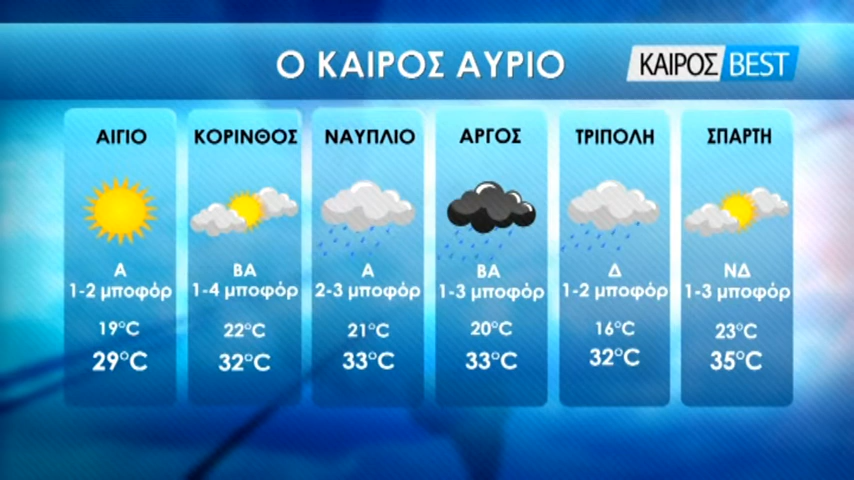 Ο ΚΑΙΡΟΣ ΑΥΡΙΟ
ΚΑΙΡΟΣ BEST
ΑΙΓΙΟ
Α
1-2 μποφόρ
19°C
29°C
ΚΟΡΙΝΘΟΣ
ΒΑ
1-4 μποφόρ
22°C
32°C
ΝΑΥΠΛΙΟ
Α
2-3 μποφόρ
21°C
33°C
ΑΡΓΟΣ
ΒΑ
1-3 μποφόρ
20°C
33°C
ΤΡΙΠΟΛΗ
Δ
1-2 μποφόρ
16°C
32°C
ΣΠΑΡΤΗ
ΝΔ
1-3 μποφόρ
23°C
35°C